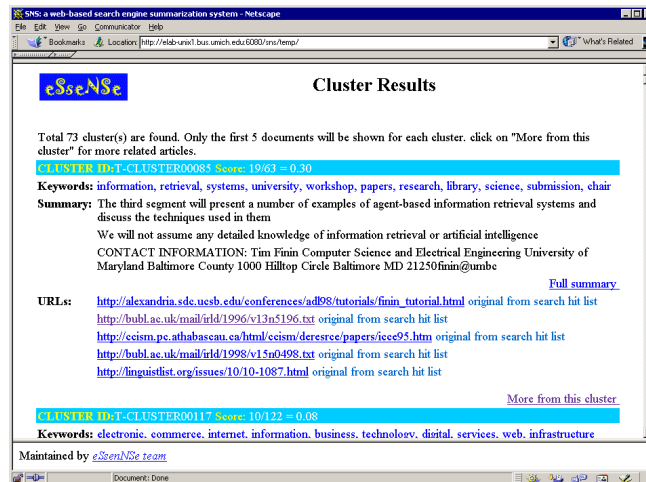 SNS: a web-based search engine summarization system - Netscape
File Edit View Go Communicator Help
Bookmarks Location: http://elab-unix1.bus.umich.edu:6080/sns/temp/ What's Related
eSseNSe
Cluster Results
Total 73 cluster(s) are found. Only the first 5 documents will be shown for each cluster. click on "More from this
cluster" for more related articles.
CLUSTER ID:T-CLUSTER00085 Score: 19/63 = 0.30
Keywords: information, retrieval, systems, university, workshop, papers, research, library, science, submission, chair
Summary: The third segment will present a number of examples of agent-based information retrieval systems and
discuss the techniques used in them
We will not assume any detailed knowledge of information retrieval or artificial intelligence
CONTACT INFORMATION: Tim Finin Computer Science and Electrical Engineering University of
Maryland Baltimore County 1000 Hilltop Circle Baltimore MD 21250finin@umbc
Full summary
URLs: http://alexandria.sdc.ucsb.edu/conferences/adl98/tutorials/finin_tutorial.html original from search hit list
http://bubl.ac.uk/mail/irld/1996/v13n5196.txt original from search hit list
http://ccism.pc.athabascau.ca/html/ccism/deresrce/papers/icce95.htm original from search hit list
http://bubl.ac.uk/mail/irld/1998/v15n0498.txt original from search hit list
http://linguistlist.org/issues/10/10-1087.html original from search hit list
More from this cluster
CLUSTER ID:T-CLUSTER00117 Score: 10/122 = 0.08
Keywords: electronic, commerce, internet, information, business, technology, digital, services, web, infrastructure
Maintained by eSsenNSe team
Document: Done